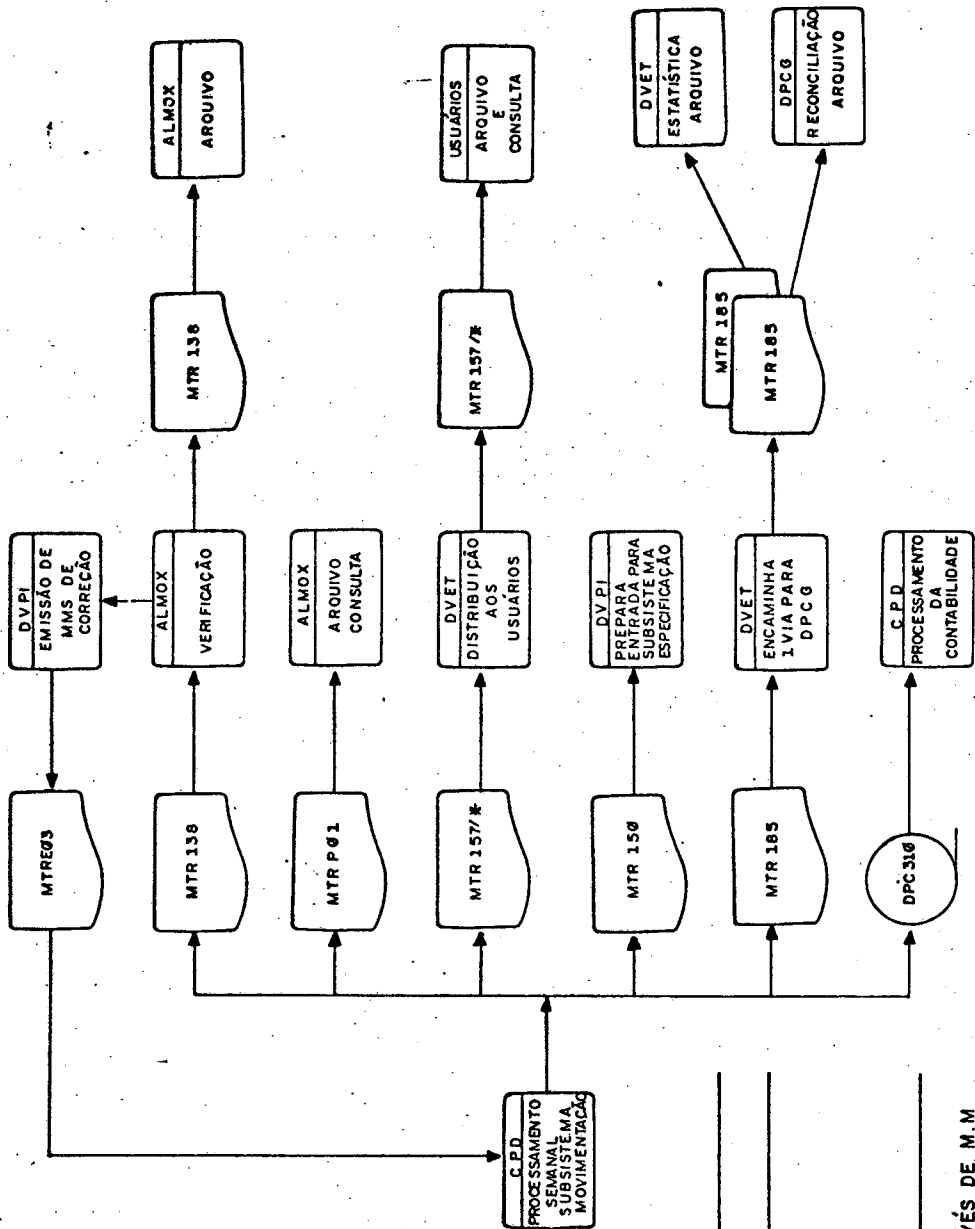 MTRE03
DVPI
EMISSÃO DE
MMS DE
CORREÇÃO
MTR 138
ALMOX
VERIFICAÇÃO
MTR 138
ALMOX
ARQUIVO
MTR PØ1
ALMOX
ARQUIVO
CONSULTA
C P D
PROCESSAMENTO
SEMANAL
SUBSISTEMA
MOVIMENTAÇÃO
MTR 157/*
DVET
DISTRIBUIÇÃO
AOS
USUÁRIOS
MTR 157/*
USUÁRIOS
ARQUIVO
E
CONSULTA
MTR 15Ø
DVPI
PREPARA
ENTRADA PARA
SUBSISTEMA
ESPECIFICAÇÃO
MTR 185
DVET
ENCAMINHA
1 VIA PARA
DPCG
MTR 185
MTR 185
DVET
ESTATÍSTICA
ARQUIVO
DPCG
RECONCILIAÇÃO
ARQUIVO
DPC 31Ø
C P D
PROCESSAMENTO
DA
CONTABILIDADE
VÉS DE M.M